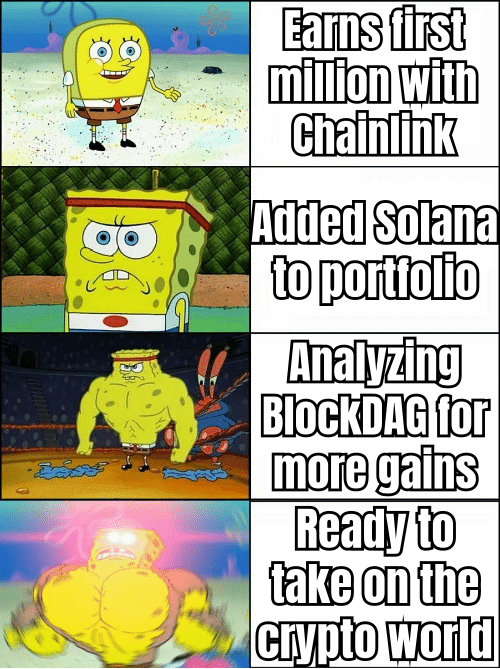 Earns first
million with
Chainlink
Added Solana
to portfolio
Analyzing
BlockDAG for
more gains
Ready to
take on the
crypto world